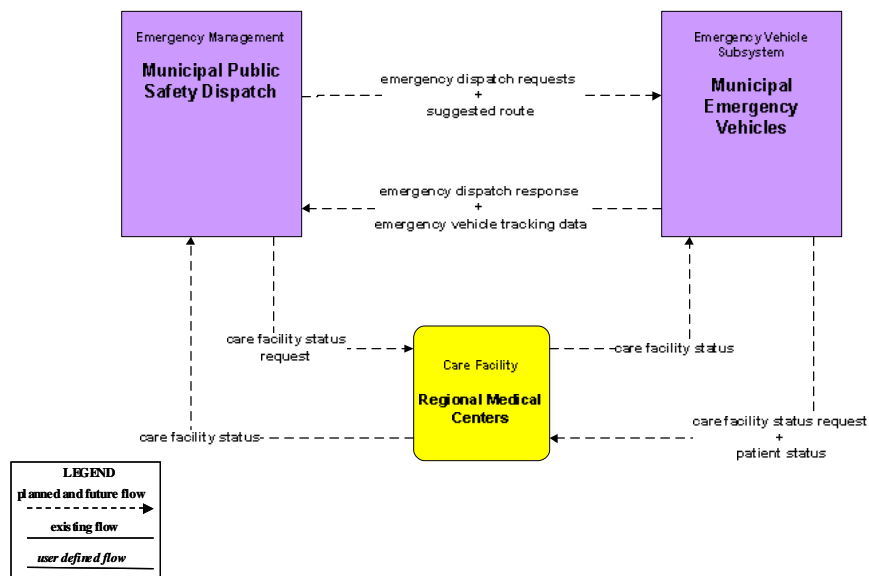 Emergency Management
Municipal Public
Safety Dispatch
Emergency Vehicle
Subsystem
Municipal
Emergency
Vehicles
emergency dispatch requests
+
suggested route
emergency dispatch response
+
emergency vehicle tracking data
care facility status
request
Care Facility
Regional Medical
Centers
care facility status
care facility status
care facility status request
+
patient status
LEGEND
planned and future flow
existing flow
user defined flow